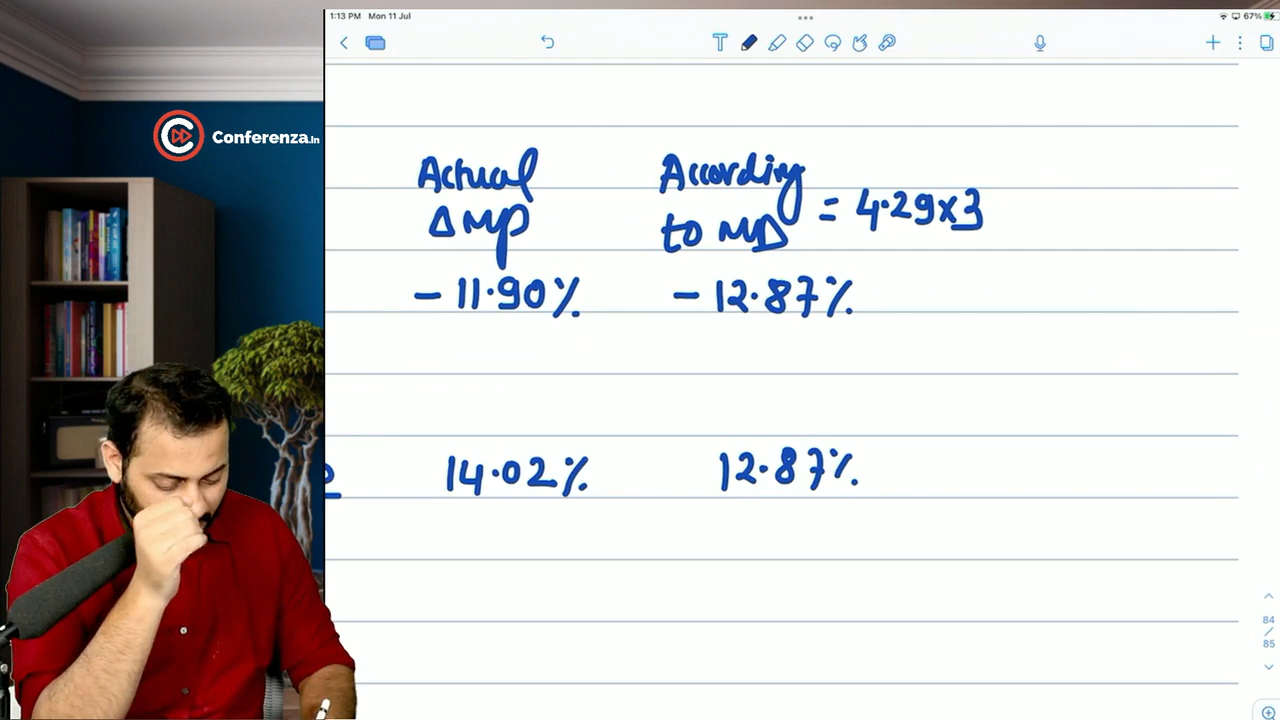 1:13 PM Mon 11 Jul
67%
Conferenza.in
Actual According
Δ MP to MD = 4.29x3
- 11.90% - 12.87%
14.02% 12.87%
84
/
85